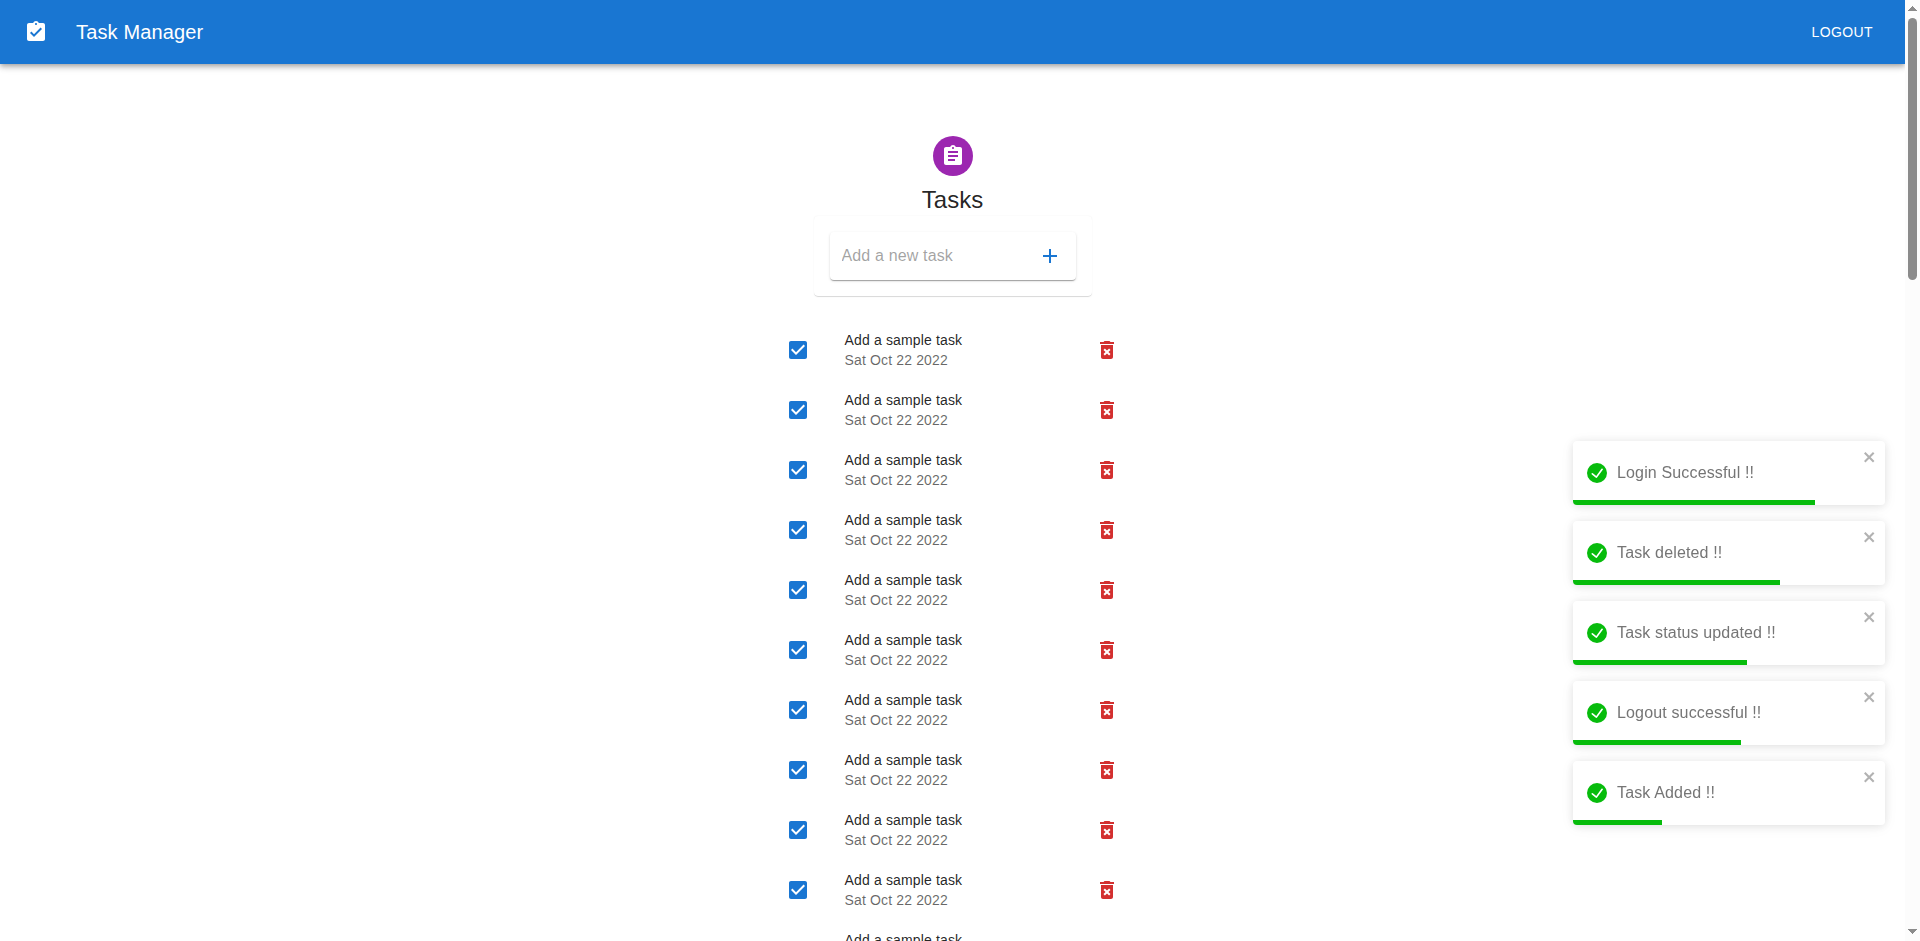 Task Manager
LOGOUT
Tasks
Add a new task
Add a sample task
Sat Oct 22 2022
Add a sample task
Sat Oct 22 2022
Add a sample task
Sat Oct 22 2022
Add a sample task
Sat Oct 22 2022
Add a sample task
Sat Oct 22 2022
Add a sample task
Sat Oct 22 2022
Add a sample task
Sat Oct 22 2022
Add a sample task
Sat Oct 22 2022
Add a sample task
Sat Oct 22 2022
Add a sample task
Sat Oct 22 2022
Add a sample task
Login Successful !!
Task deleted !!
Task status updated !!
Logout successful !!
Task Added !!